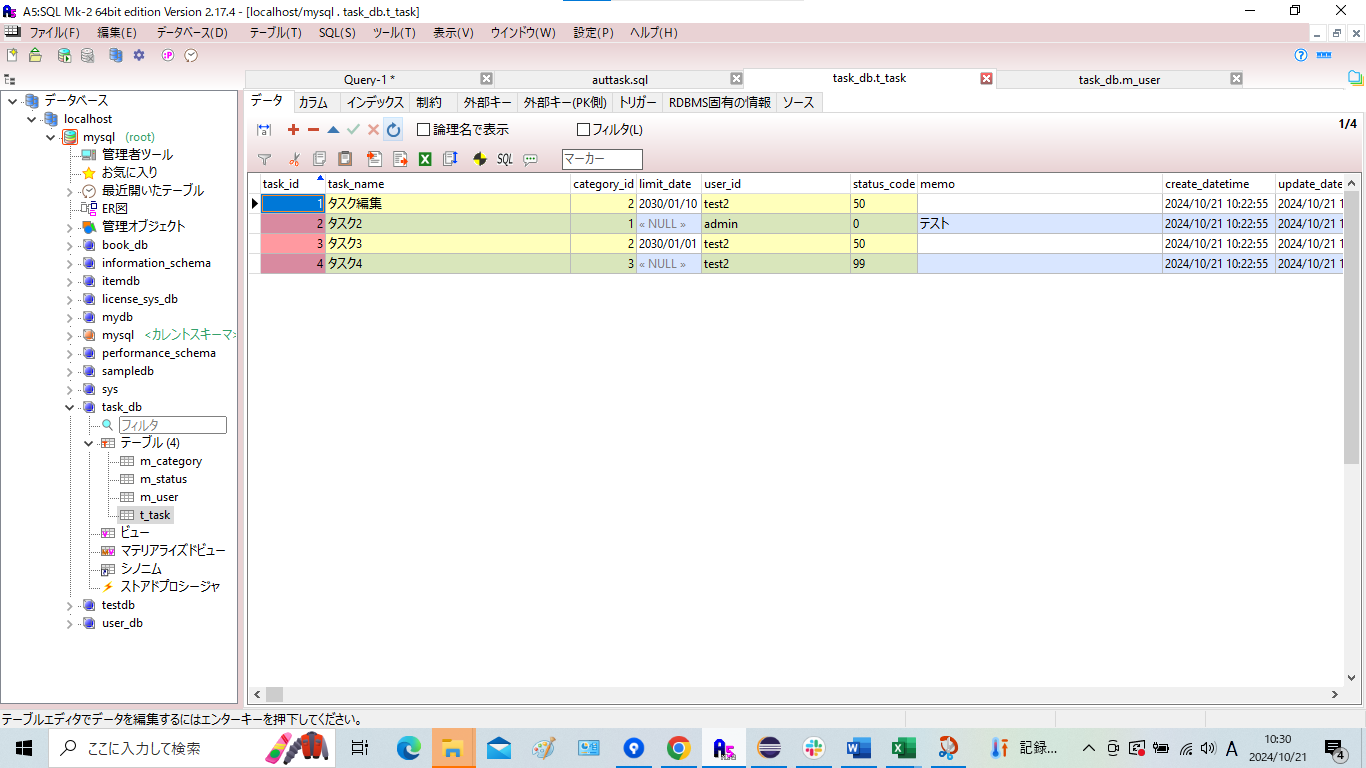 A5:SQL Mk-2 64bit edition Version 2.17.4 - [localhost/mysql . task_db.t_task]
ファイル(F) 編集(E) データベース(D) テーブル(T) SQL(S) ツール(T) 表示(V) ウインドウ(W) 設定(P) ヘルプ(H)
Query-1 * auttask.sql task_db.t_task task_db.m_user
データ カラム インデックス 制約 外部キー 外部キー(PK側) トリガー RDBMS固有の情報 ソース
論理名で表示 フィルタ(L) 1/4
SQL マーカー
データベース
localhost
mysql (root)
管理者ツール
お気に入り
最近開いたテーブル
ER図
管理オブジェクト
book_db
information_schema
itemdb
license_sys_db
mydb
mysql <カレントスキーマ>
performance_schema
sampledb
sys
task_db
フィルタ
テーブル (4)
m_category
m_status
m_user
t_task
ビュー
マテリアライズドビュー
シノニム
ストアドプロシージャ
testdb
user_db
task_id task_name category_id limit_date user_id status_code memo create_datetime update_date
1 タスク編集 2 2030/01/10 test2 50 2024/10/21 10:22:55 2024/10/21 1
2 タスク2 1 « NULL » admin 0 テスト 2024/10/21 10:22:55 2024/10/21 1
3 タスク3 2 2030/01/01 test2 50 2024/10/21 10:22:55 2024/10/21 1
4 タスク4 3 « NULL » test2 99 2024/10/21 10:22:55 2024/10/21 1
テーブルエディタでデータを編集するにはエンターキーを押下してください。
ここに入力して検索
記録... A 10:30
2024/10/21
4